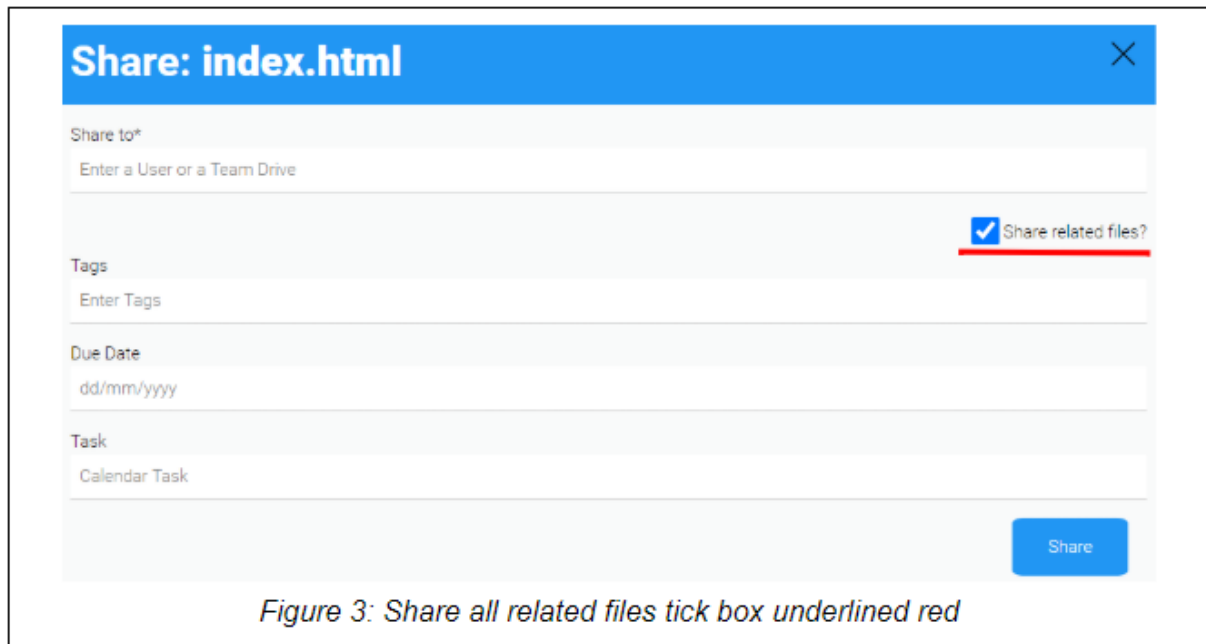 Share: index.html
Share to*
Enter a User or a Team Drive
Share related files?
Tags
Enter Tags
Due Date
dd/mm/yyyy
Task
Calendar Task
Share
Figure 3: Share all related files tick box underlined red